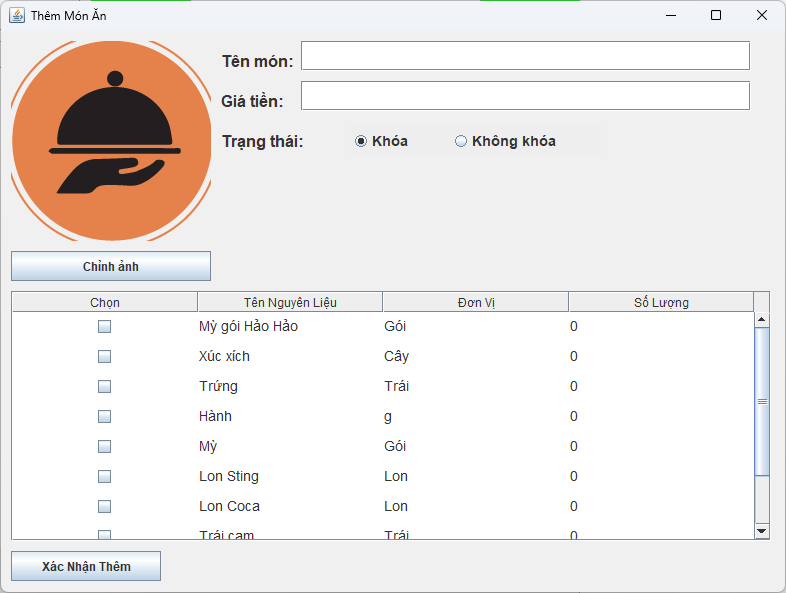 Thêm Món Ăn
Tên món:
Giá tiền:
Trạng thái: Khóa Không khóa
Chỉnh ảnh
Chọn Tên Nguyên Liệu Đơn Vị Số Lượng
Mỳ gói Hảo Hảo Gói 0
Xúc xích Cây 0
Trứng Trái 0
Hành g 0
Mỳ Gói 0
Lon Sting Lon 0
Lon Coca Lon 0
Trái cam Trái 0
Xác Nhận Thêm